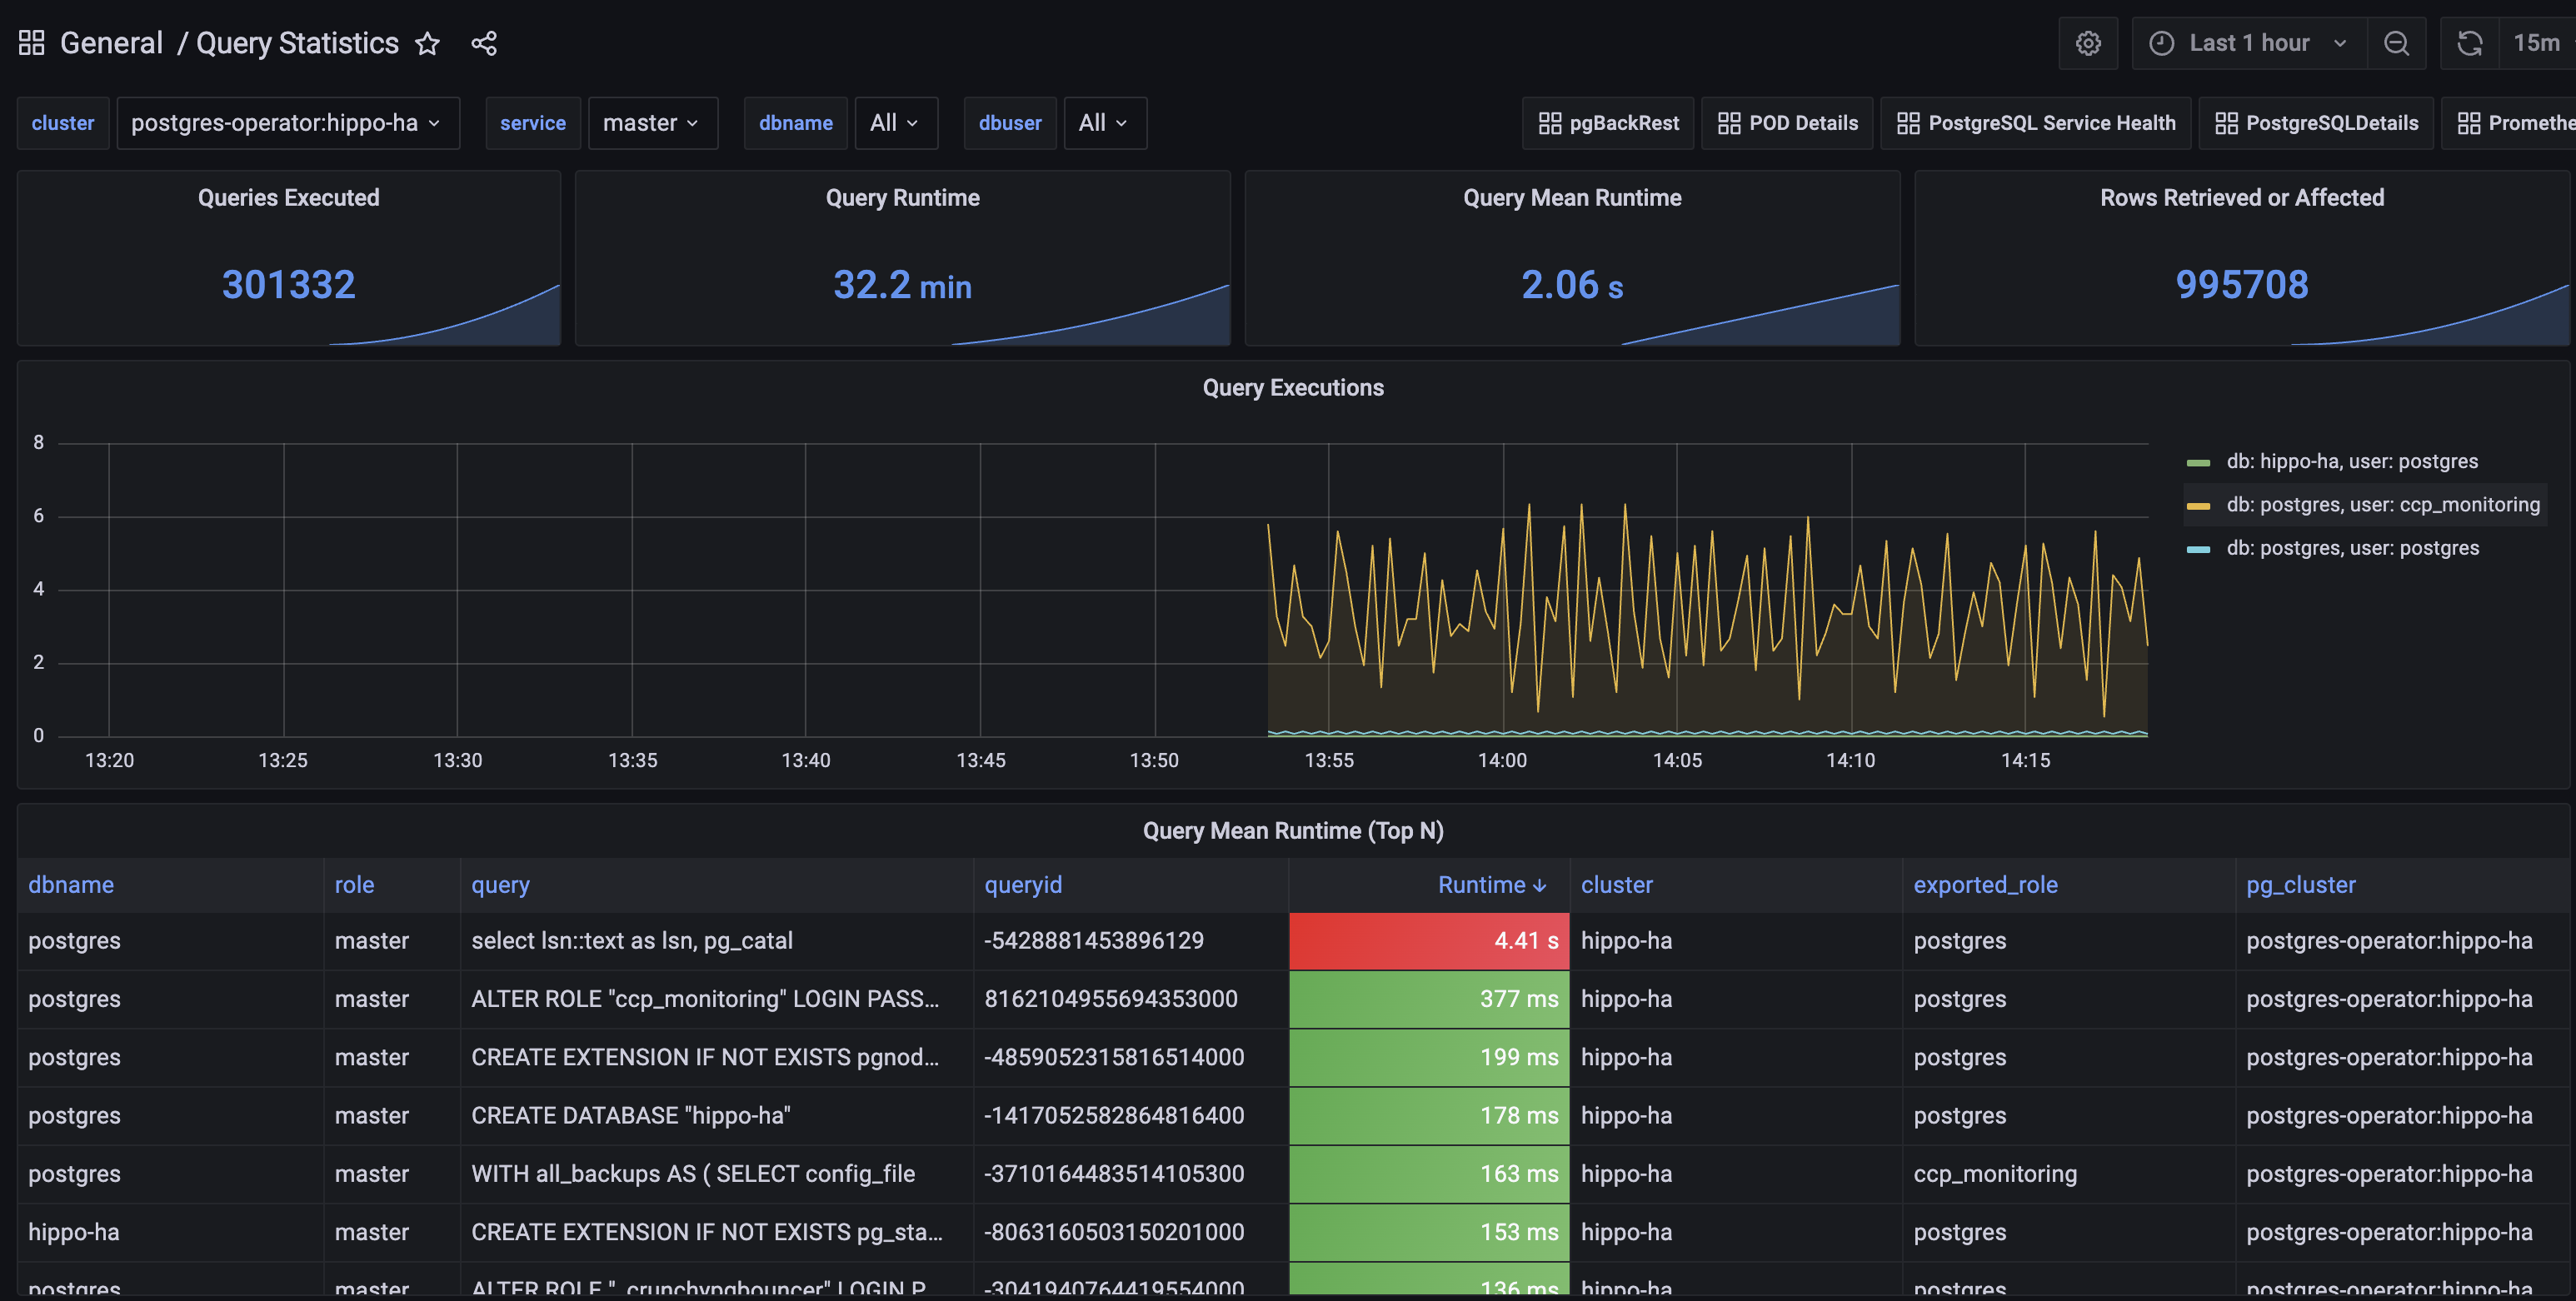 General / Query Statistics
Last 1 hour
15m
cluster postgres-operator:hippo-ha service master dbname All dbuser All pgBackRest POD Details PostgreSQL Service Health PostgreSQLDetails Promethe
Queries Executed
301332
Query Runtime
32.2 min
Query Mean Runtime
2.06 s
Rows Retrieved or Affected
995708
Query Executions
8
6
4
2
0
13:20 13:25 13:30 13:35 13:40 13:45 13:50 13:55 14:00 14:05 14:10 14:15
db: hippo-ha, user: postgres
db: postgres, user: ccp_monitoring
db: postgres, user: postgres
Query Mean Runtime (Top N)
dbname role query queryid Runtime cluster exported_role pg_cluster
postgres master select lsn::text as lsn, pg_catal -5428881453896129 4.41 s hippo-ha postgres postgres-operator:hippo-ha
postgres master ALTER ROLE "ccp_monitoring" LOGIN PASS... 8162104955694353000 377 ms hippo-ha postgres postgres-operator:hippo-ha
postgres master CREATE EXTENSION IF NOT EXISTS pgnod... -4859052315816514000 199 ms hippo-ha postgres postgres-operator:hippo-ha
postgres master CREATE DATABASE "hippo-ha" -1417052582864816400 178 ms hippo-ha postgres postgres-operator:hippo-ha
postgres master WITH all_backups AS ( SELECT config_file -3710164483514105300 163 ms hippo-ha ccp_monitoring postgres-operator:hippo-ha
hippo-ha master CREATE EXTENSION IF NOT EXISTS pg_sta... -8063160503150201000 153 ms hippo-ha postgres postgres-operator:hippo-ha
postgres master ALTER ROLE "_crunchypgbouncer" LOGIN P... -3041940764419554000 136 ms hippo-ha postgres postgres-operator:hippo-ha